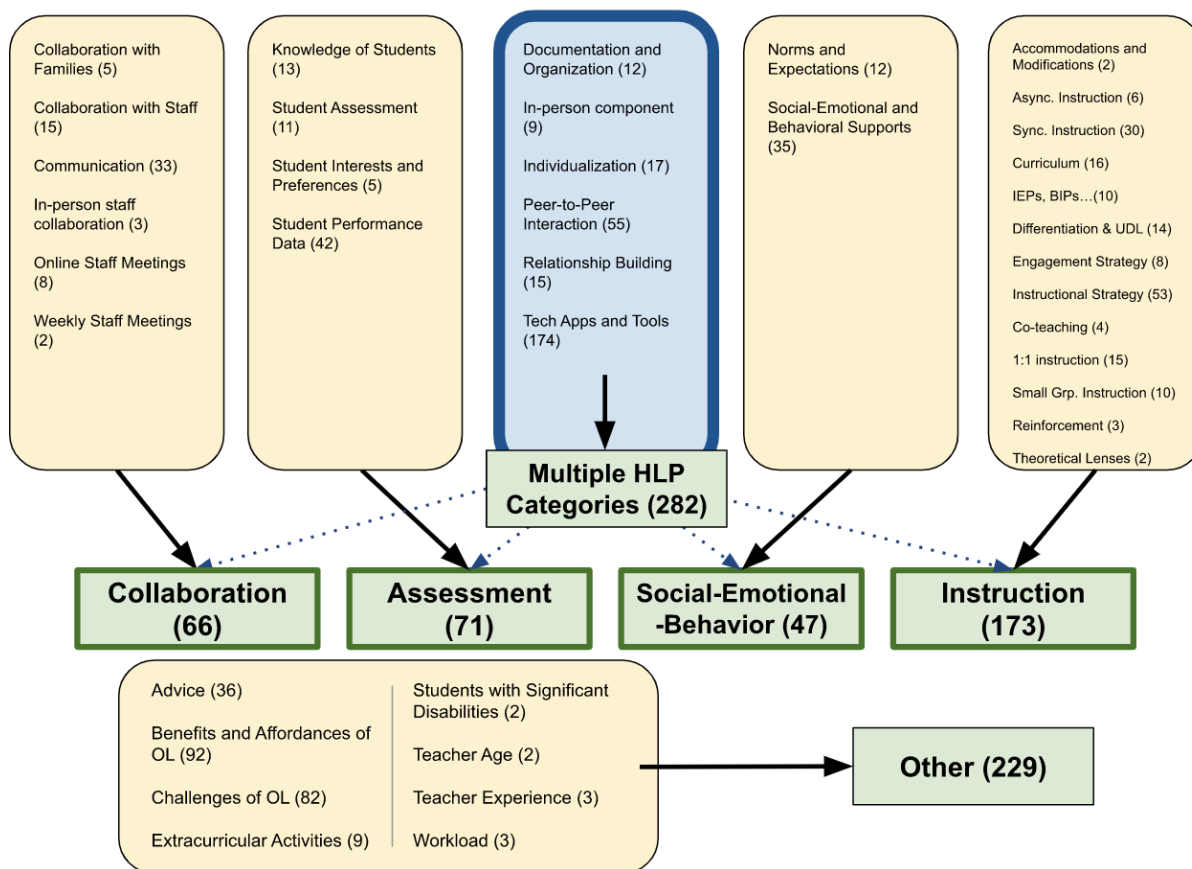 Collaboration with
Families (5)
Collaboration with Staff
(15)
Communication (33)
In-person staff
collaboration (3)
Online Staff Meetings
(8)
Weekly Staff Meetings
(2)
Knowledge of Students
(13)
Student Assessment
(11)
Student Interests and
Preferences (5)
Student Performance
Data (42)
Documentation and
Organization (12)
In-person component
(9)
Individualization (17)
Peer-to-Peer
Interaction (55)
Relationship Building
(15)
Tech Apps and Tools
(174)
Norms and
Expectations (12)
Social-Emotional and
Behavioral Supports
(35)
Accommodations and
Modifications (2)
Async. Instruction (6)
Sync. Instruction (30)
Curriculum (16)
IEPs, BIPs…(10)
Differentiation & UDL (14)
Engagement Strategy (8)
Instructional Strategy (53)
Co-teaching (4)
1:1 instruction (15)
Small Grp. Instruction (10)
Reinforcement (3)
Theoretical Lenses (2)
Multiple HLP
Categories (282)
Collaboration
(66)
Assessment
(71)
Social-Emotional
-Behavior (47)
Instruction
(173)
Advice (36)
Benefits and Affordances of
OL (92)
Challenges of OL (82)
Extracurricular Activities (9)
Students with Significant
Disabilities (2)
Teacher Age (2)
Teacher Experience (3)
Workload (3)
Other (229)